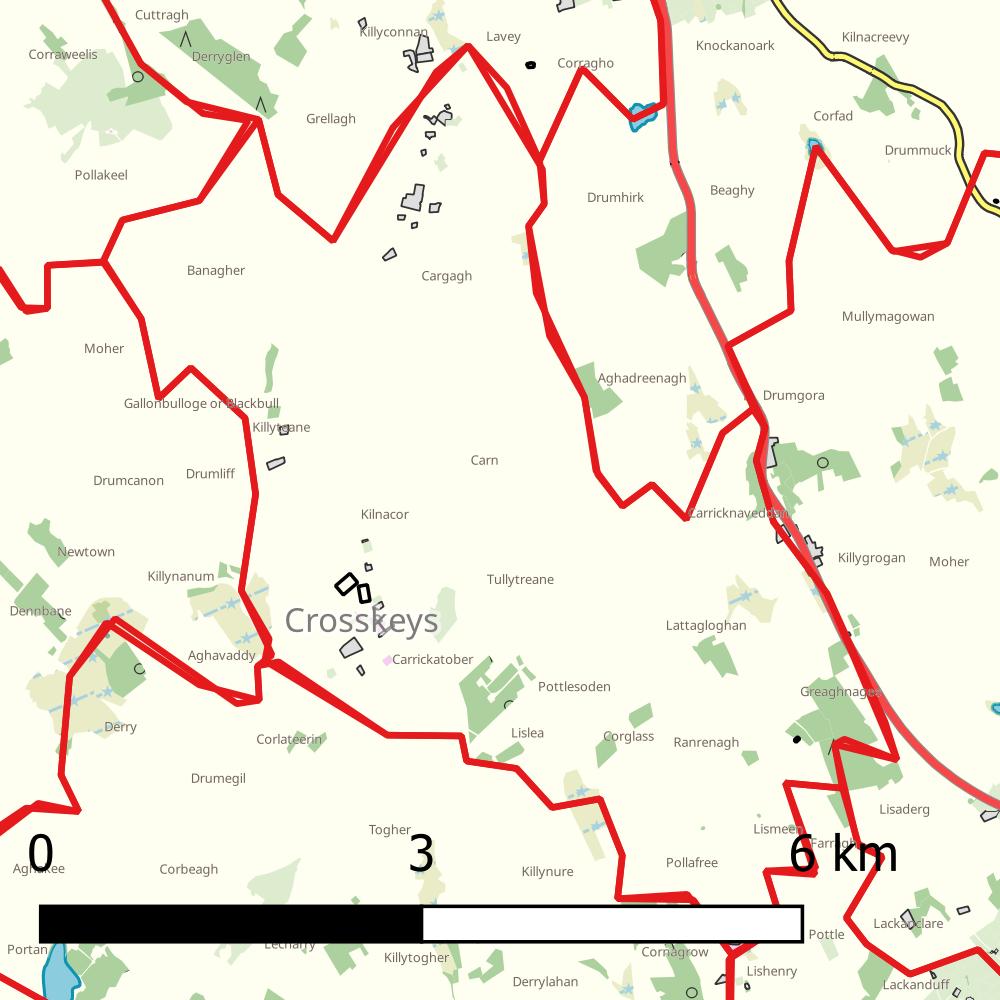 Cuttragh
Killyconnan
Lavey
Knockanoark
Kilnacreevy
Corraweelis
Derryglen
Corragho
Grellagh
Corfad
Drummuck
Pollakeel
Drumhirk
Beaghy
Banagher
Cargagh
Mullymagowan
Moher
Aghadreenagh
Drumgora
Gallonbulloge or Blackbull
Killyteane
Drumcanon
Drumliff
Carn
Kilnacor
Carricknaveddan
Newtown
Killynanum
Tullytreane
Killygrogan
Moher
Dennbane
Crosskeys
Lattagloghan
Aghavaddy
Carrickatober
Pottlesoden
Greaghnagee
Derry
Corlateerin
Lislea
Corglass
Ranrenagh
Drumegil
Lisaderg
Togher
Lismeen
Farragh
0 3 6 km
Aghakee
Corbeagh
Killynure
Pollafree
Portan
Lecharry
Killytogher
Cornagrow
Pottle
Lackanclare
Derrylahan
Lishenry
Lackanduff